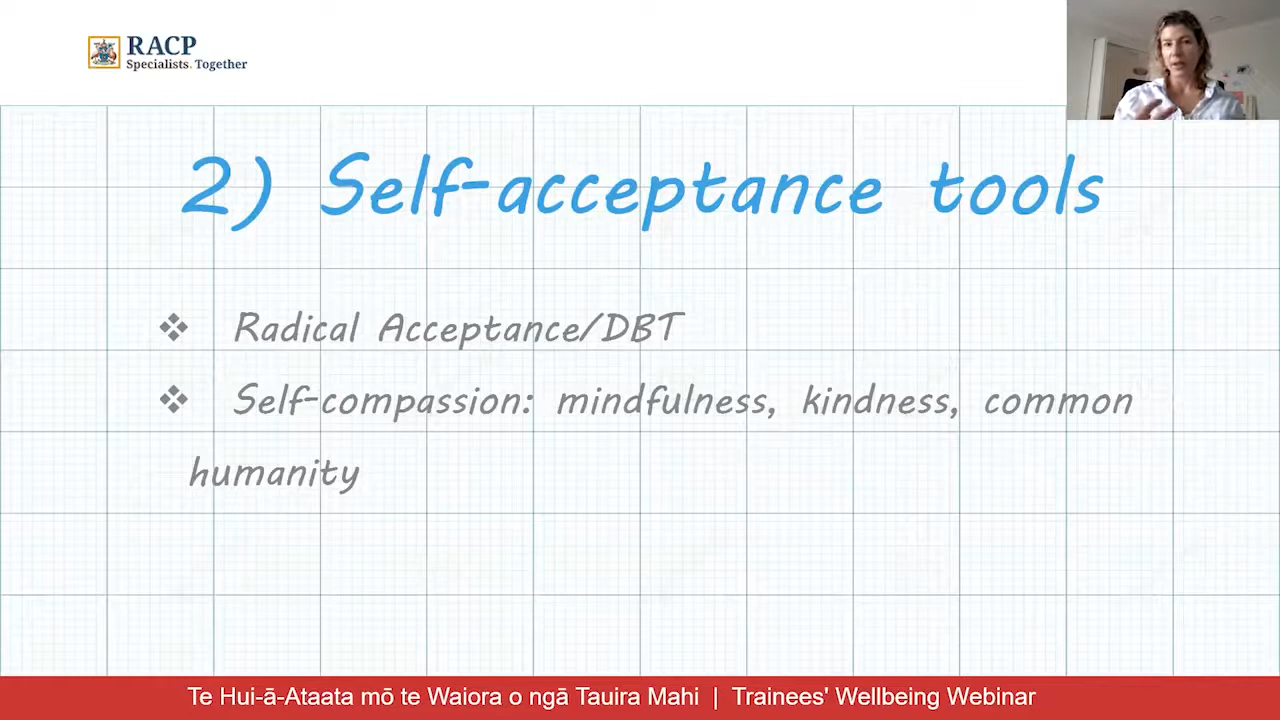 RACP
Specialists. Together
2) Self-acceptance tools
❖ Radical Acceptance/DBT
❖ Self-compassion: mindfulness, kindness, common
humanity
Te Hui-ā-Ataata mō te Waiora o ngā Tauira Mahi | Trainees' Wellbeing Webinar